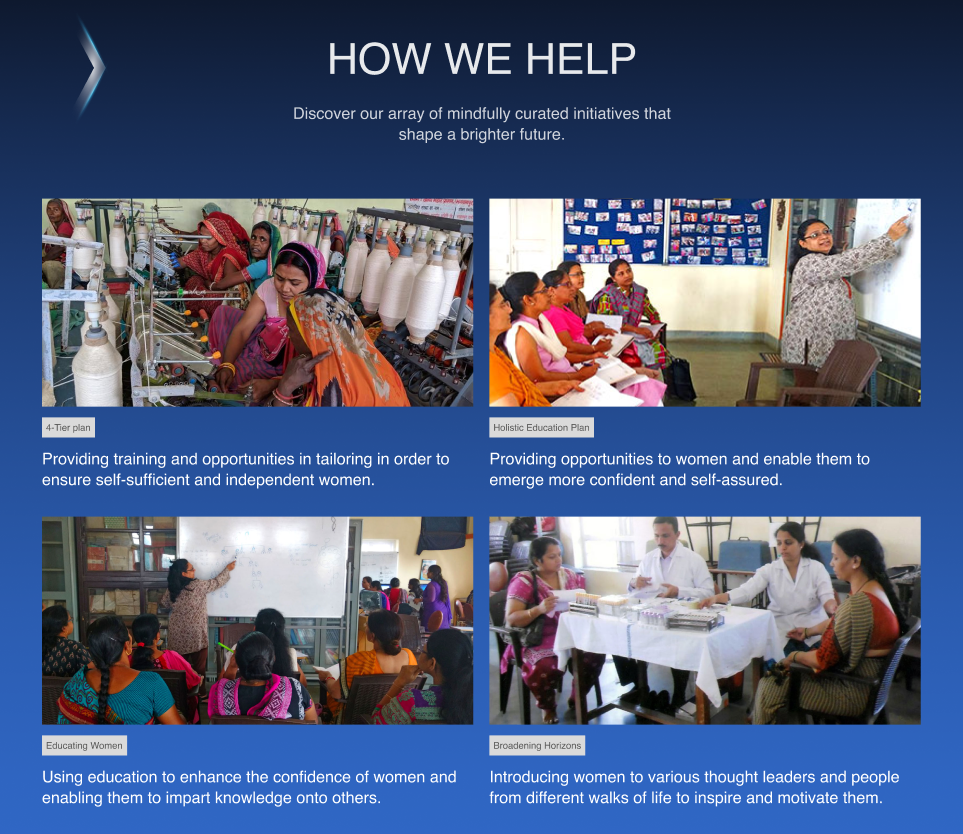 HOW WE HELP
Discover our array of mindfully curated initiatives that
shape a brighter future.
4-Tier plan
Providing training and opportunities in tailoring in order to
ensure self-sufficient and independent women.
Holistic Education Plan
Providing opportunities to women and enable them to
emerge more confident and self-assured.
Educating Women
Using education to enhance the confidence of women and
enabling them to impart knowledge onto others.
Broadening Horizons
Introducing women to various thought leaders and people
from different walks of life to inspire and motivate them.